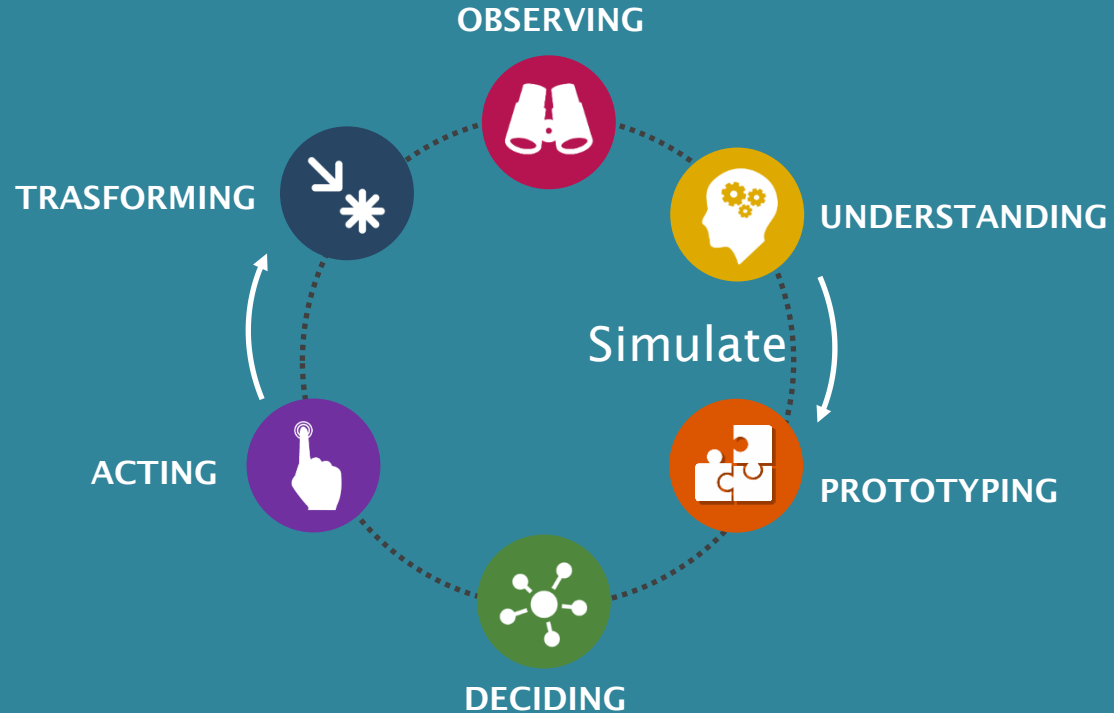 OBSERVING
TRASFORMING
UNDERSTANDING
Simulate
ACTING
PROTOTYPING
DECIDING